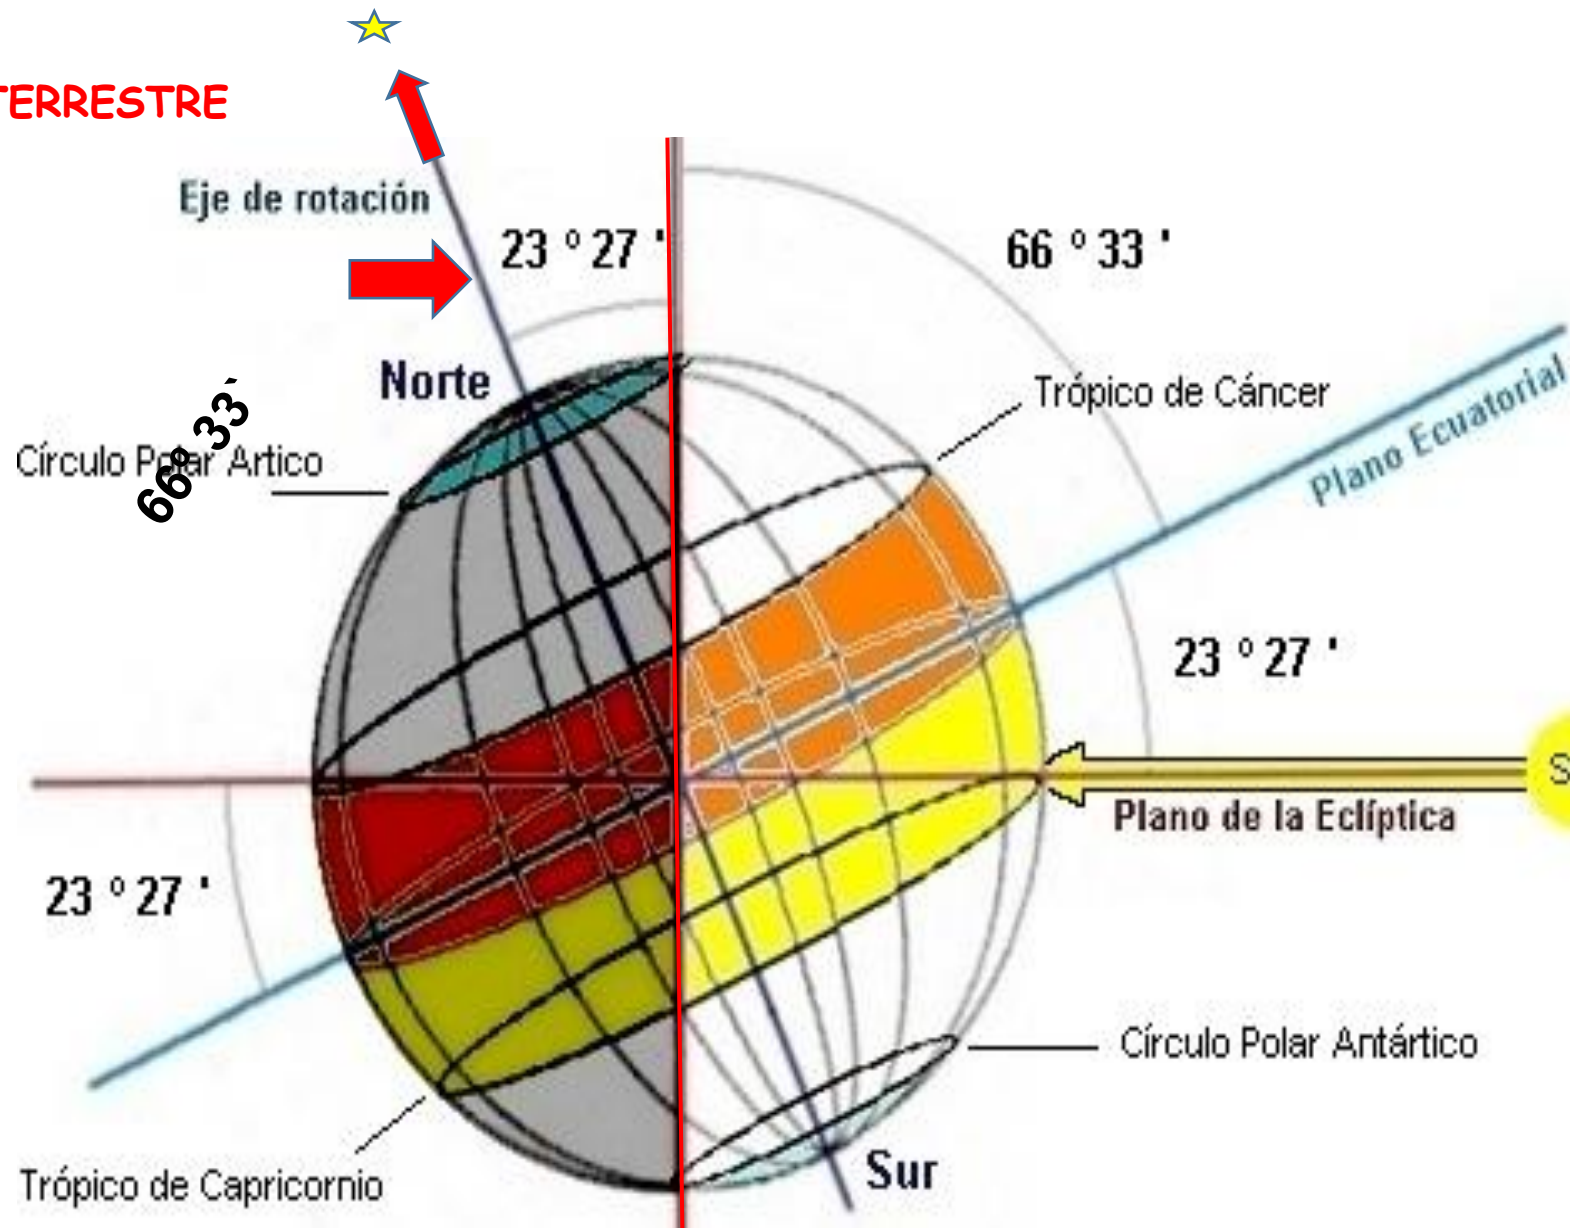 TERRESTRE
Eje de rotación
23 º 27 '
66 º 33 '
Norte
Trópico de Cáncer
Plano Ecuatorial
66º 33`
Círculo Polar Artico
23 º 27 '
S
Plano de la Eclíptica
23 º 27 '
Círculo Polar Antártico
Sur
Trópico de Capricornio